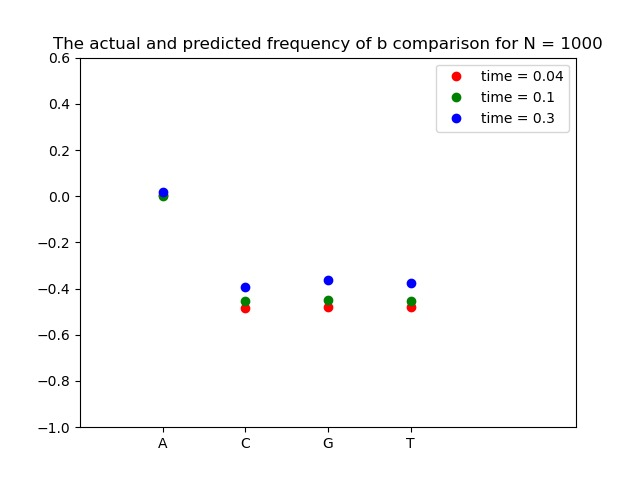 The actual and predicted frequency of b comparison for N = 1000
time = 0.04
time = 0.1
time = 0.3
0.6
0.4
0.2
0.0
−0.2
−0.4
−0.6
−0.8
−1.0
A C G T